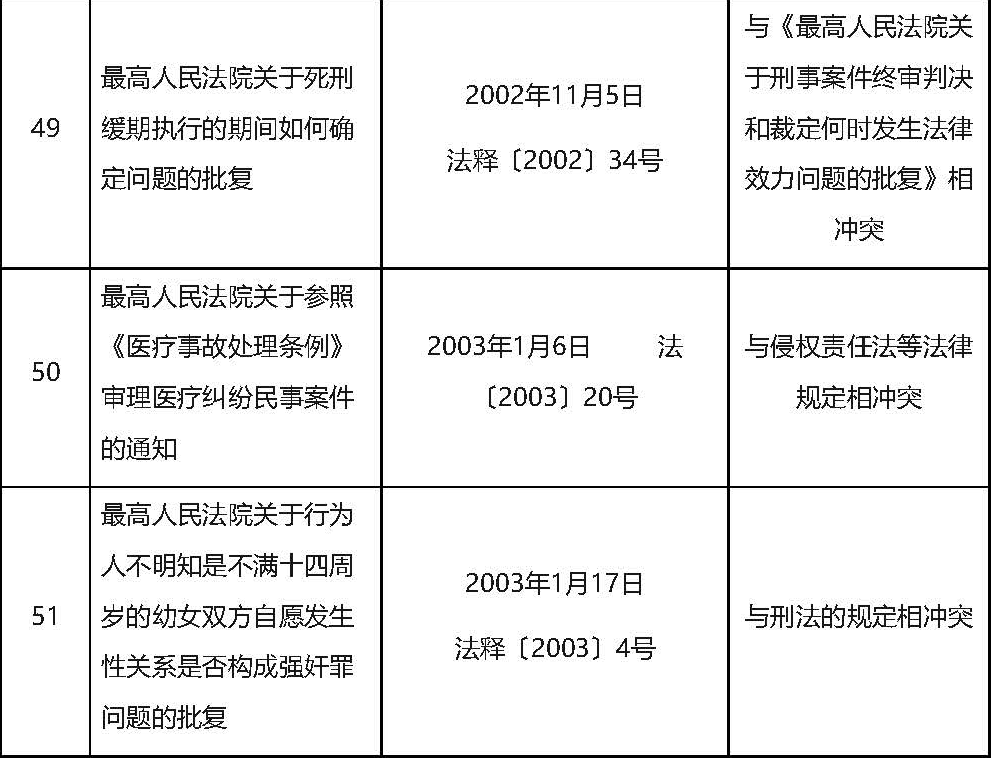 49
最高人民法院关于死刑
缓期执行的期间如何确
定问题的批复
2002年11月5日
法释〔2002〕34号
与《最高人民法院关
于刑事案件终审判决
和裁定何时发生法律
效力问题的批复》相
冲突
50
最高人民法院关于参照
《医疗事故处理条例》
审理医疗纠纷民事案件
的通知
2003年1月6日 法
〔2003〕20号
与侵权责任法等法律
规定相冲突
51
最高人民法院关于行为
人不明知是不满十四周
岁的幼女双方自愿发生
性关系是否构成强奸罪
问题的批复
2003年1月17日
法释〔2003〕4号
与刑法的规定相冲突